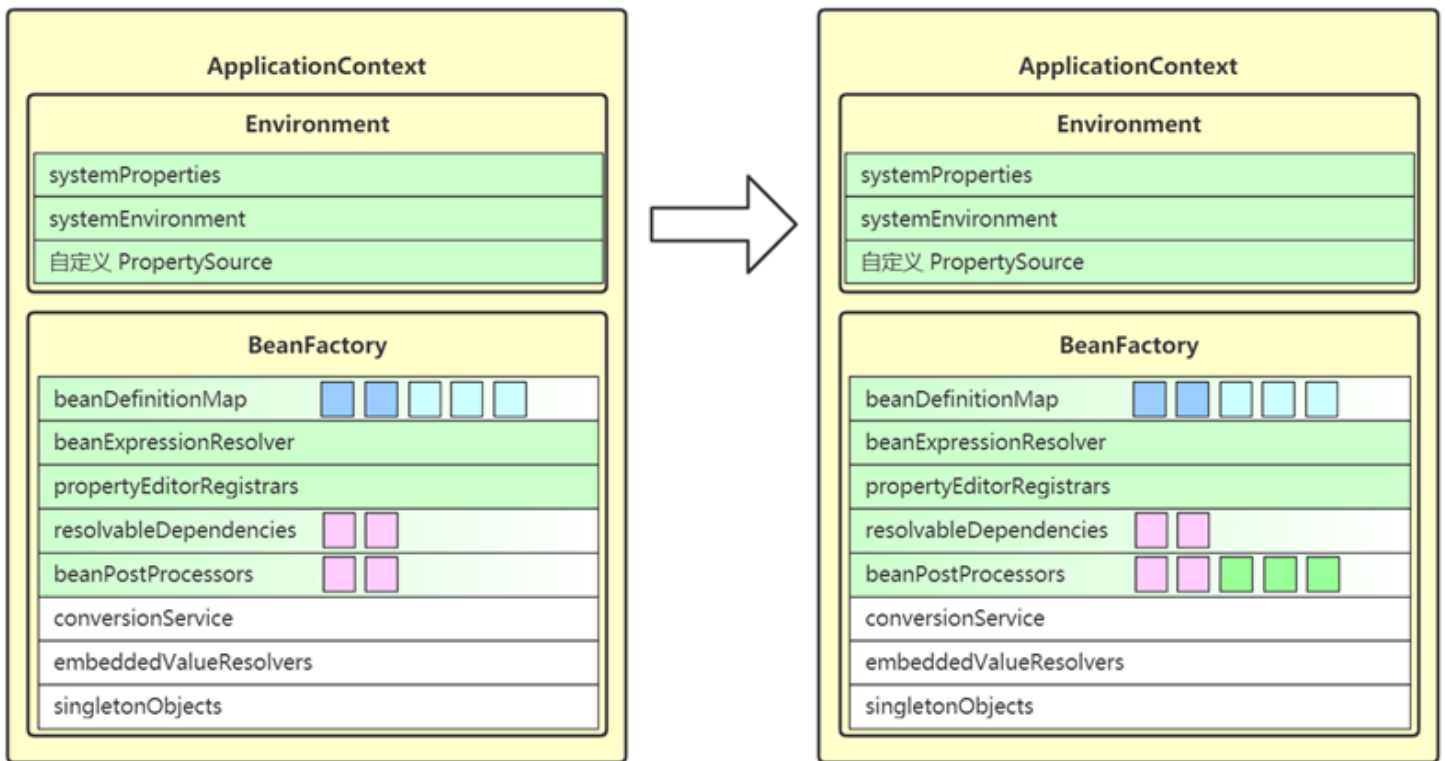 ApplicationContext
Environment
systemProperties
systemEnvironment
自定义 PropertySource
BeanFactory
beanDefinitionMap
beanExpressionResolver
propertyEditorRegistrars
resolvableDependencies
beanPostProcessors
conversionService
embeddedValueResolvers
singletonObjects
ApplicationContext
Environment
systemProperties
systemEnvironment
自定义 PropertySource
BeanFactory
beanDefinitionMap
beanExpressionResolver
propertyEditorRegistrars
resolvableDependencies
beanPostProcessors
conversionService
embeddedValueResolvers
singletonObjects